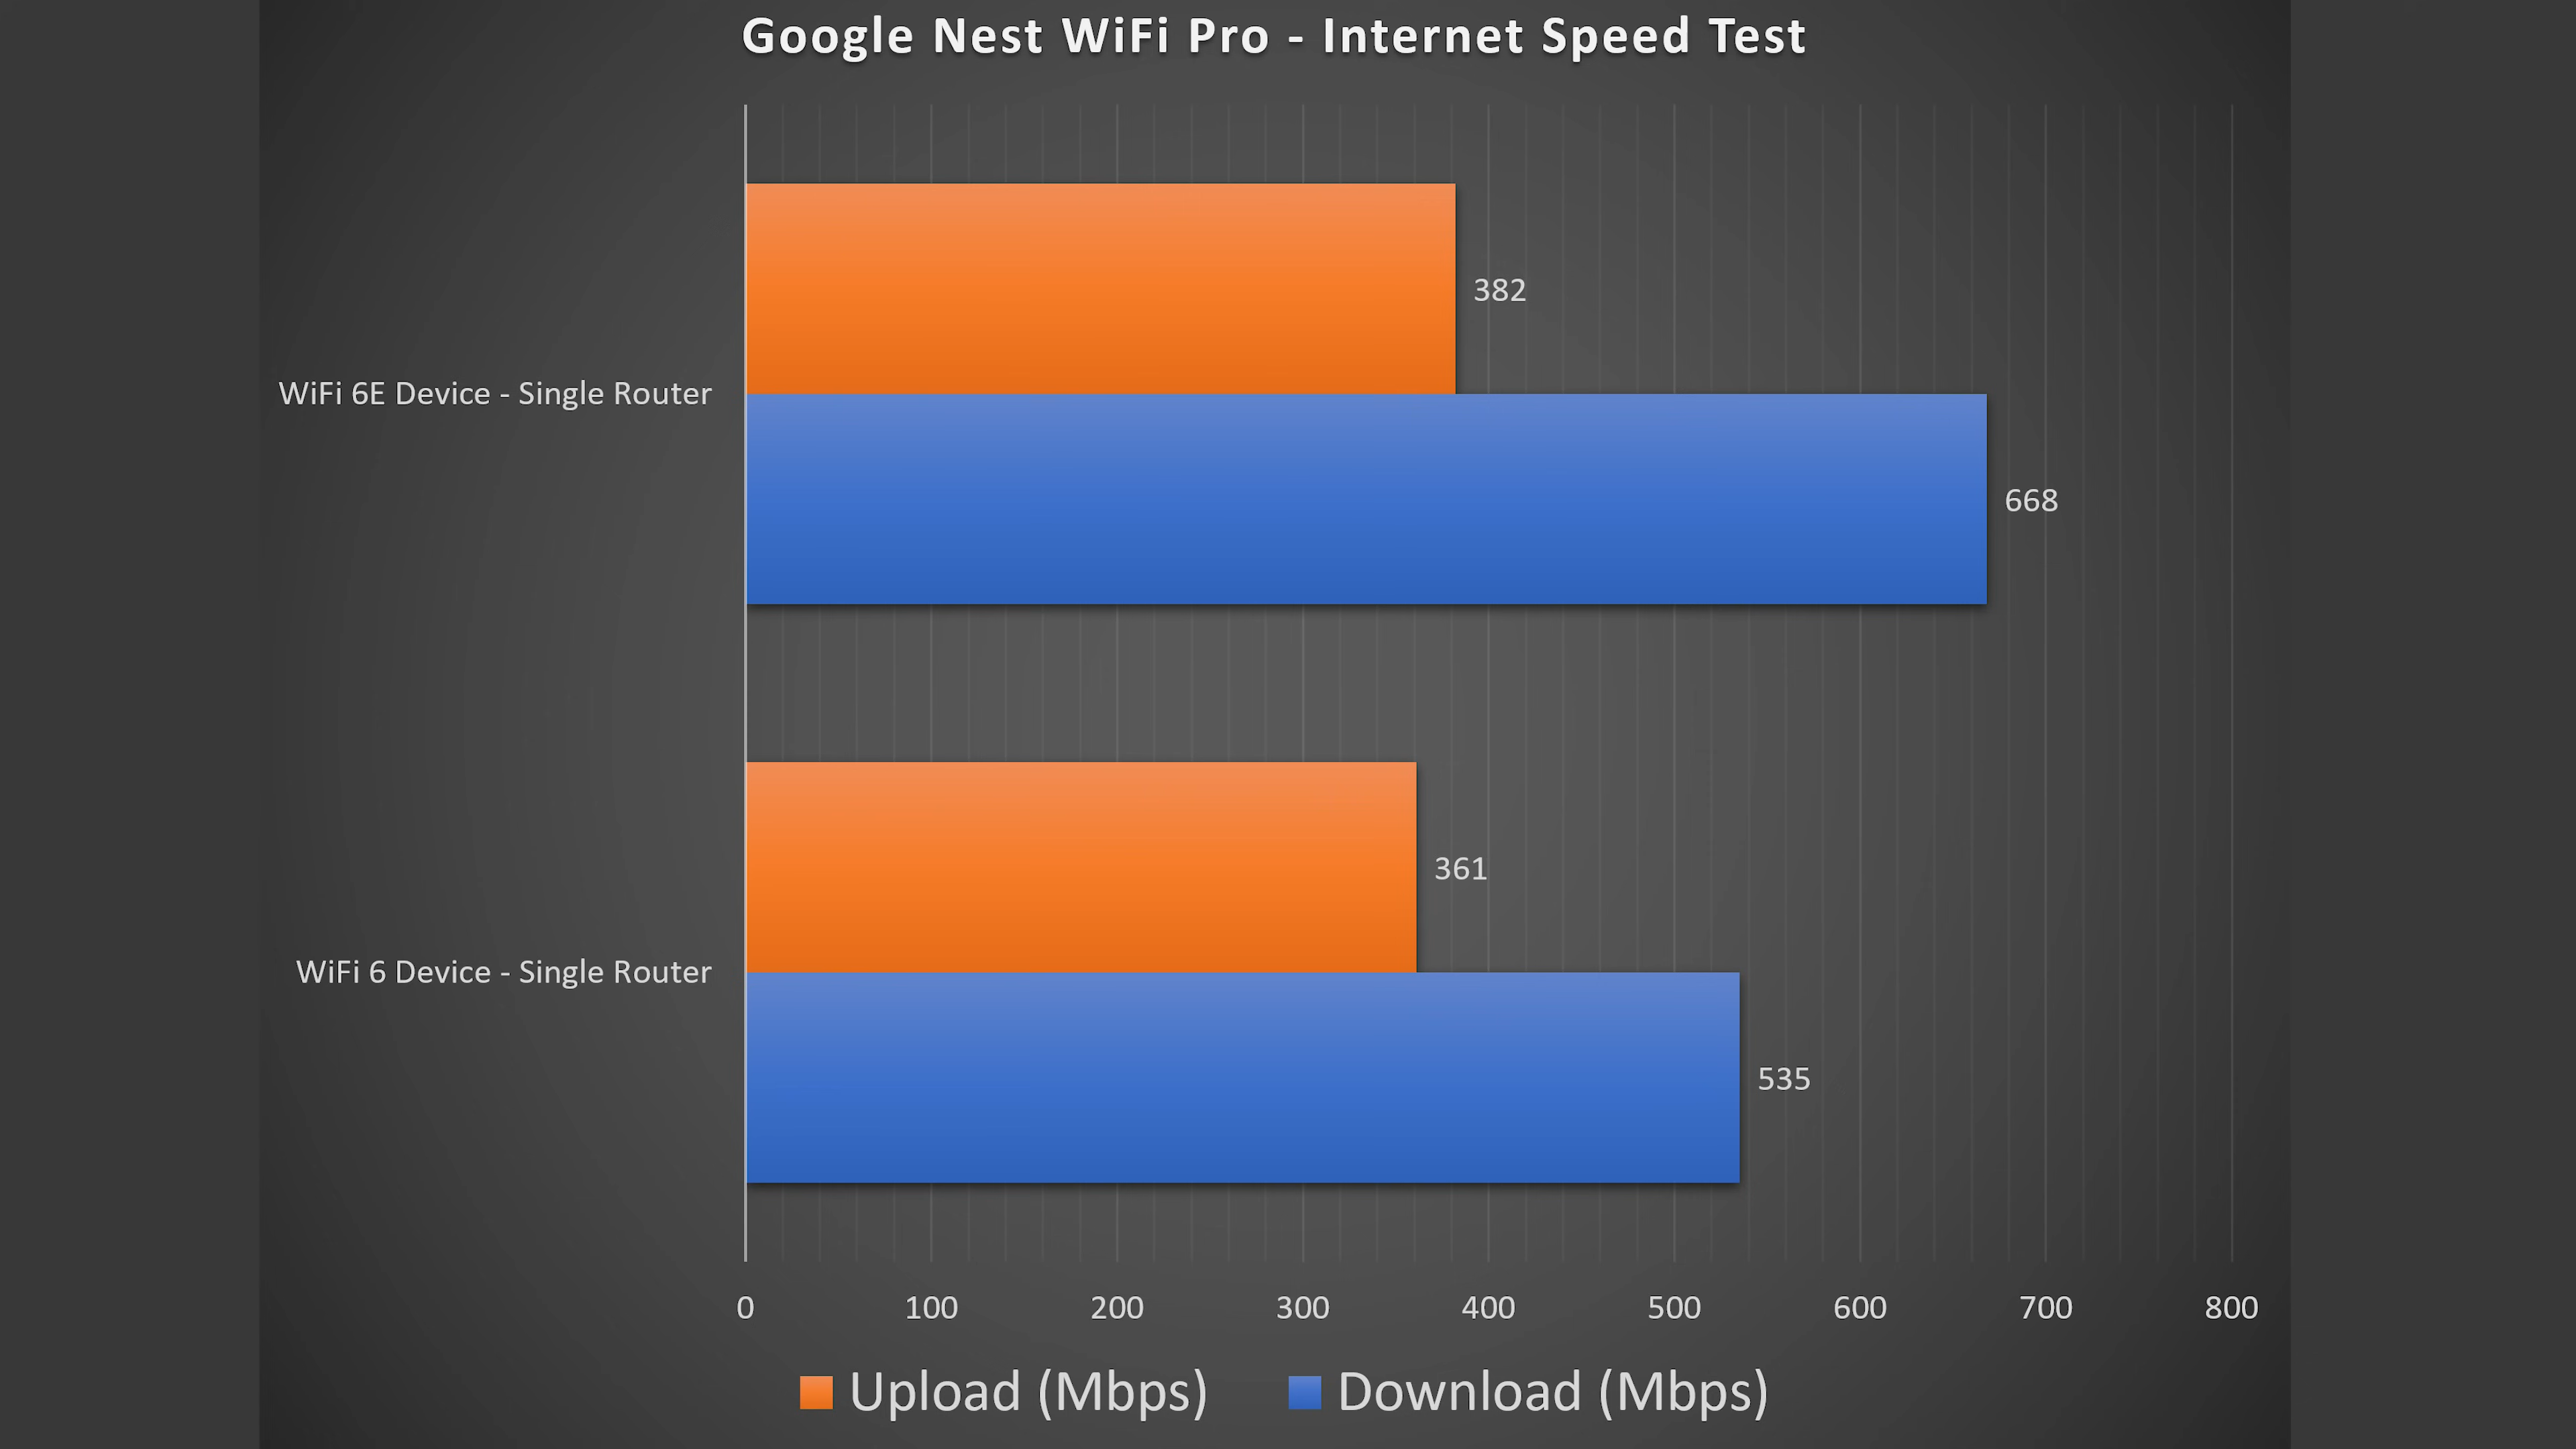 Google Nest WiFi Pro - Internet Speed Test
382
WiFi 6E Device - Single Router
668
361
WiFi 6 Device - Single Router
535
0 100 200 300 400 500 600 700 800
Upload (Mbps) Download (Mbps)